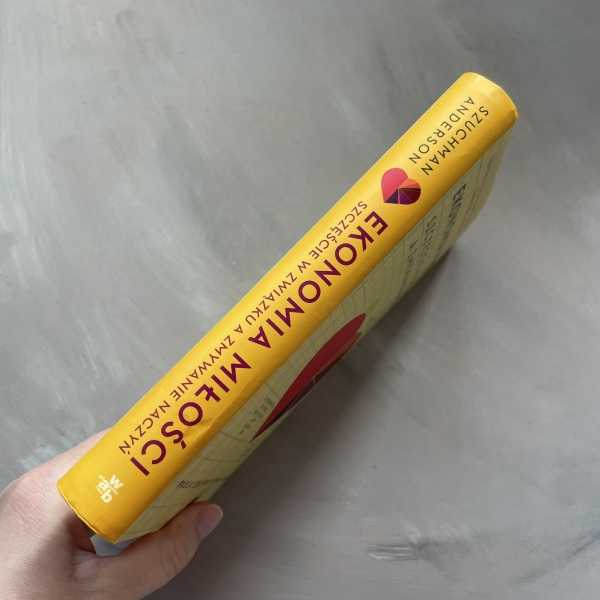 SZUCHMAN
ANDERSON
EKONOMIA MIŁOŚCI
SZCZĘŚCIE W ZWIĄZKU A ZMYWANIE NACZYŃ
w
ab